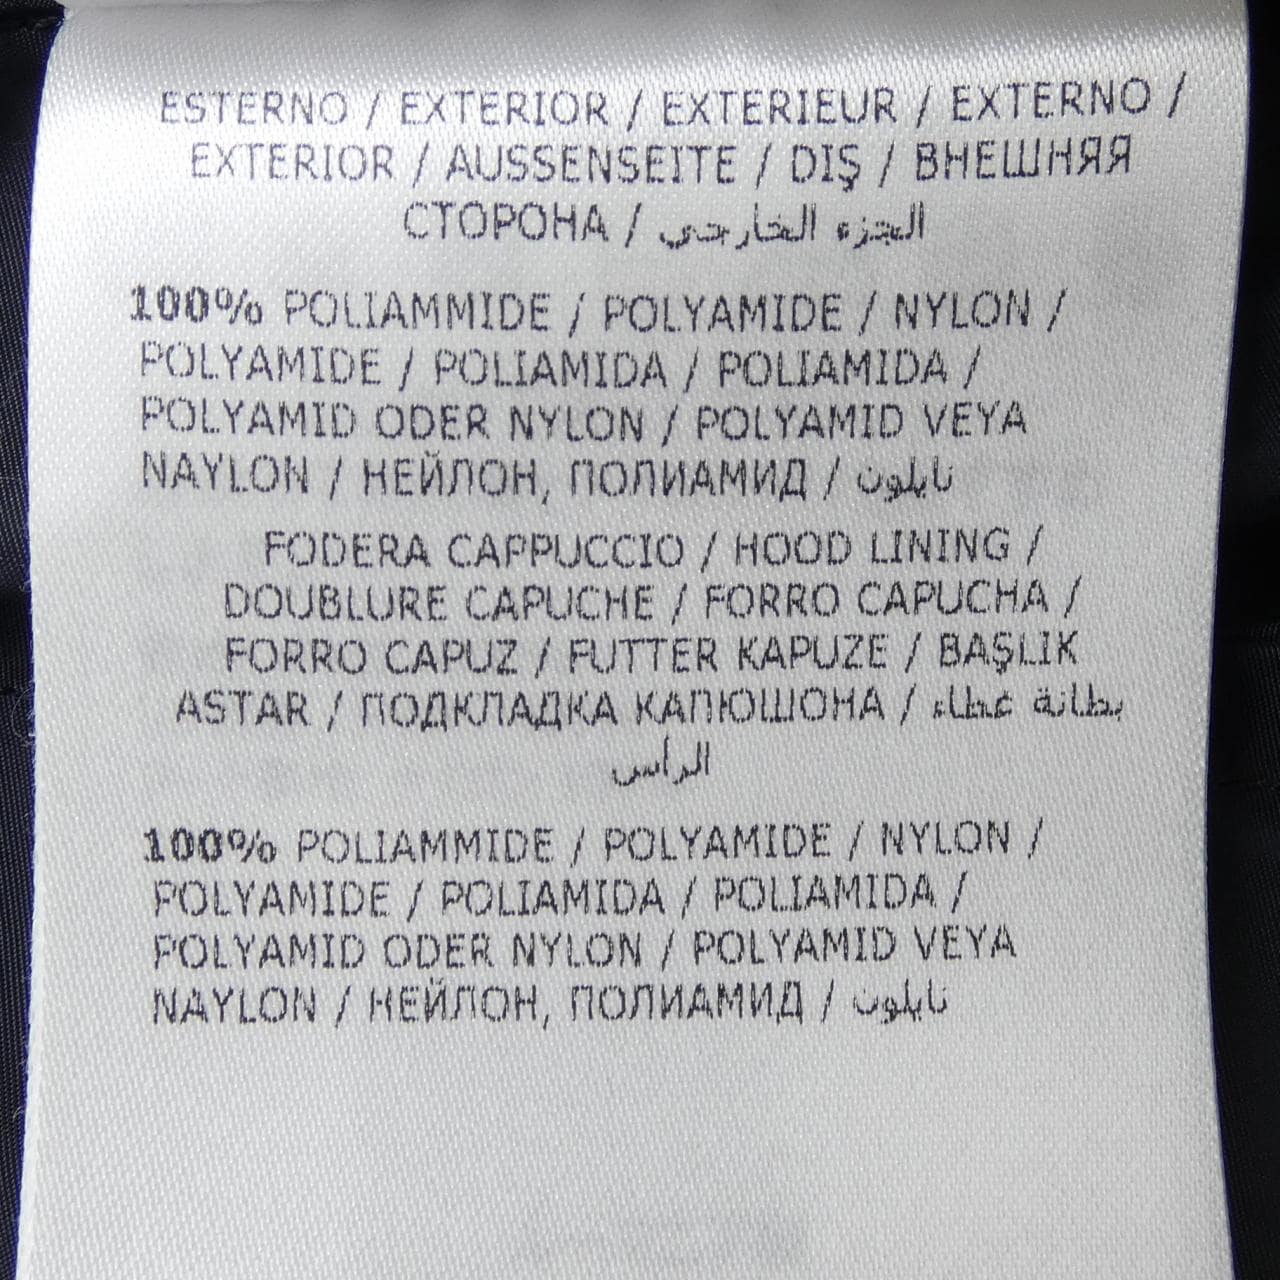 ESTERNO / EXTERIOR / EXTERIEUR / EXTERNO /
EXTERIOR / AUSSENSEITE / DIŞ / ВНЕШНЯЯ
СТОРОНА / الجزء الخارجي
100% POLIAMMIDE / POLYAMIDE / NYLON /
POLYAMIDE / POLIAMIDA / POLIAMIDA /
POLYAMID ODER NYLON / POLYAMID VEYA
NAYLON / НЕЙЛОН, ПОЛИАМИД / نايلون
FODERA CAPPUCCIO / HOOD LINING /
DOUBLURE CAPUCHE / FORRO CAPUCHA /
FORRO CAPUZ / FUTTER KAPUZE / BAŞLIK
ASTAR / ПОДКЛАДКА КАПЮШОНА / بطانة غطاء
الرأس
100% POLIAMMIDE / POLYAMIDE / NYLON /
POLYAMIDE / POLIAMIDA / POLIAMIDA /
POLYAMID ODER NYLON / POLYAMID VEYA
NAYLON / НЕЙЛОН, ПОЛИАМИД / نايلون